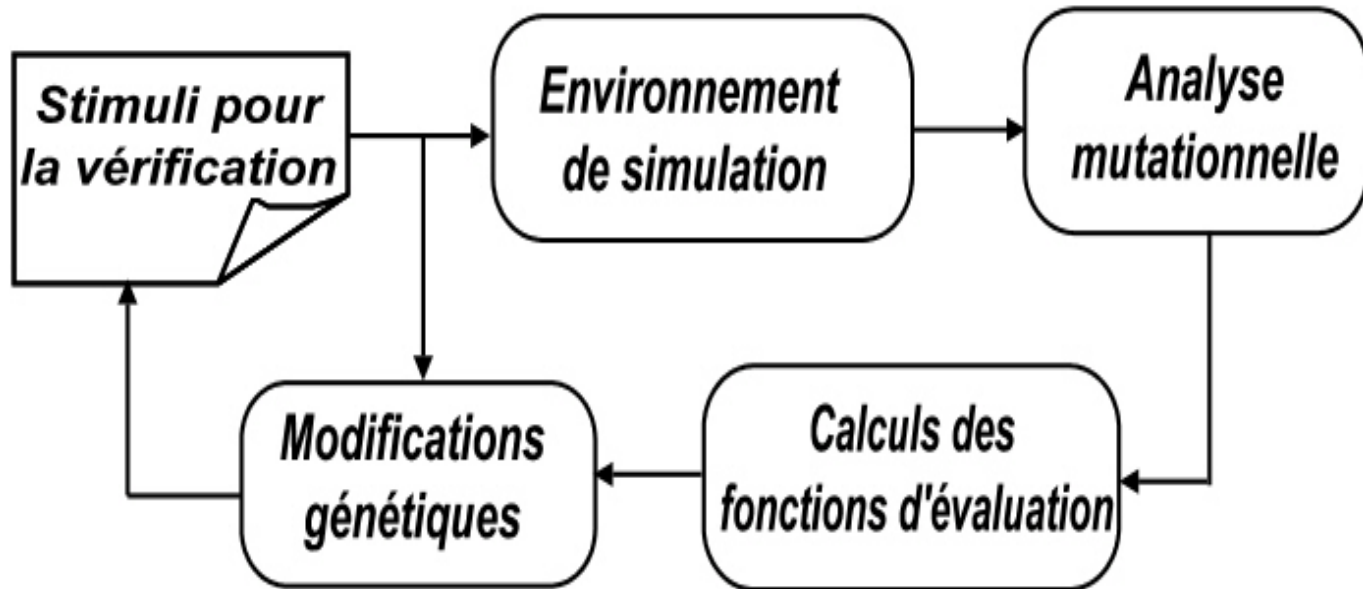 Stimuli pour
la vérification
Environnement
de simulation
Analyse
mutationnelle
Modifications
génétiques
Calculs des
fonctions d'évaluation